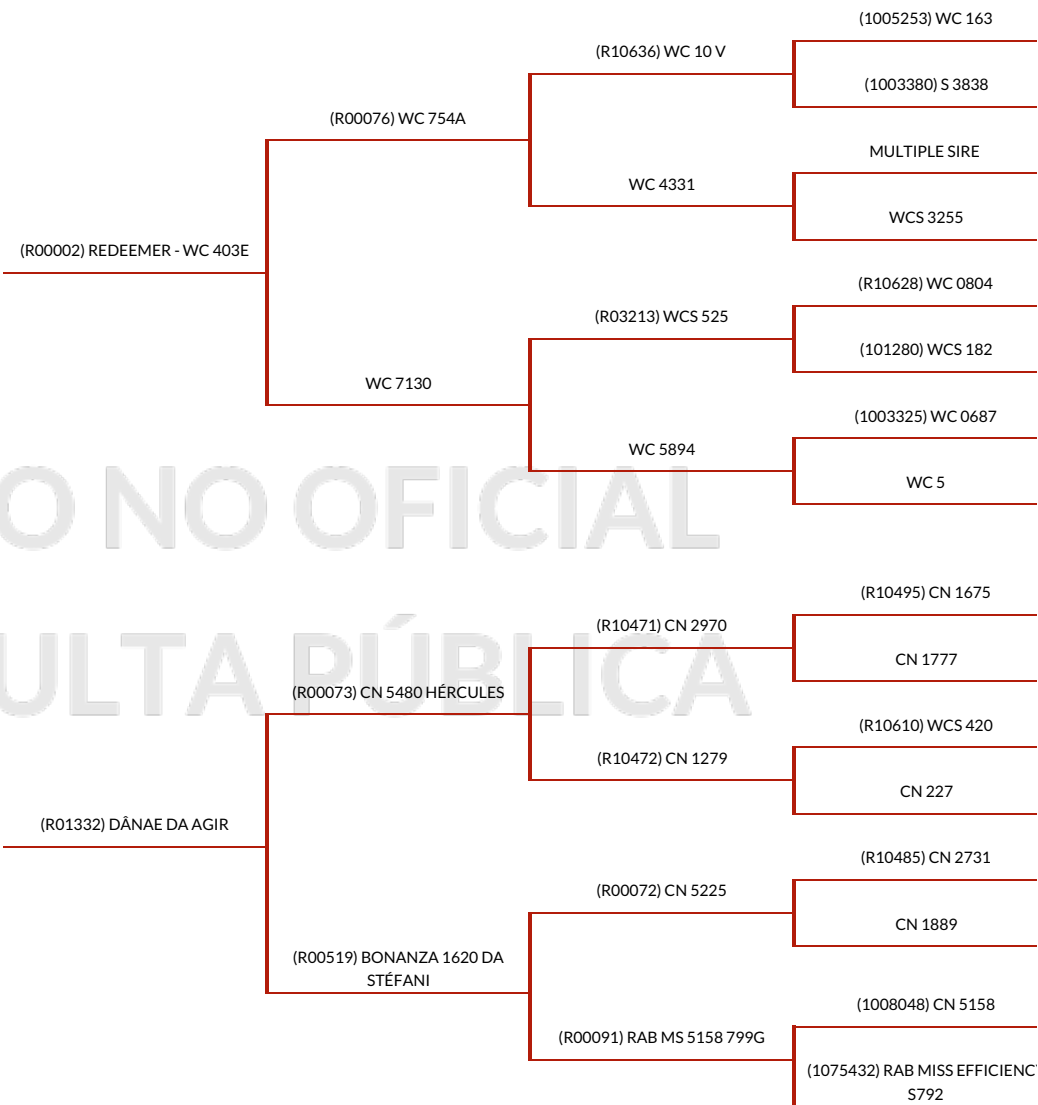 (1005253) WC 163
(R10636) WC 10 V
(1003380) S 3838
(R00076) WC 754A
MULTIPLE SIRE
WC 4331
WCS 3255
(R00002) REDEEMER - WC 403E
(R10628) WC 0804
(R03213) WCS 525
(101280) WCS 182
WC 7130
(1003325) WC 0687
WC 5894
WC 5
O NO OFICIAL
(R10495) CN 1675
(R10471) CN 2970
CN 1777
ULTA PÚBLICA
(R00073) CN 5480 HÉRCULES
(R10610) WCS 420
(R10472) CN 1279
CN 227
(R01332) DÂNAE DA AGIR
(R10485) CN 2731
(R00072) CN 5225
CN 1889
(R00519) BONANZA 1620 DA
STÉFANI
(1008048) CN 5158
(R00091) RAB MS 5158 799G
(1075432) RAB MISS EFFICIENCY
S792